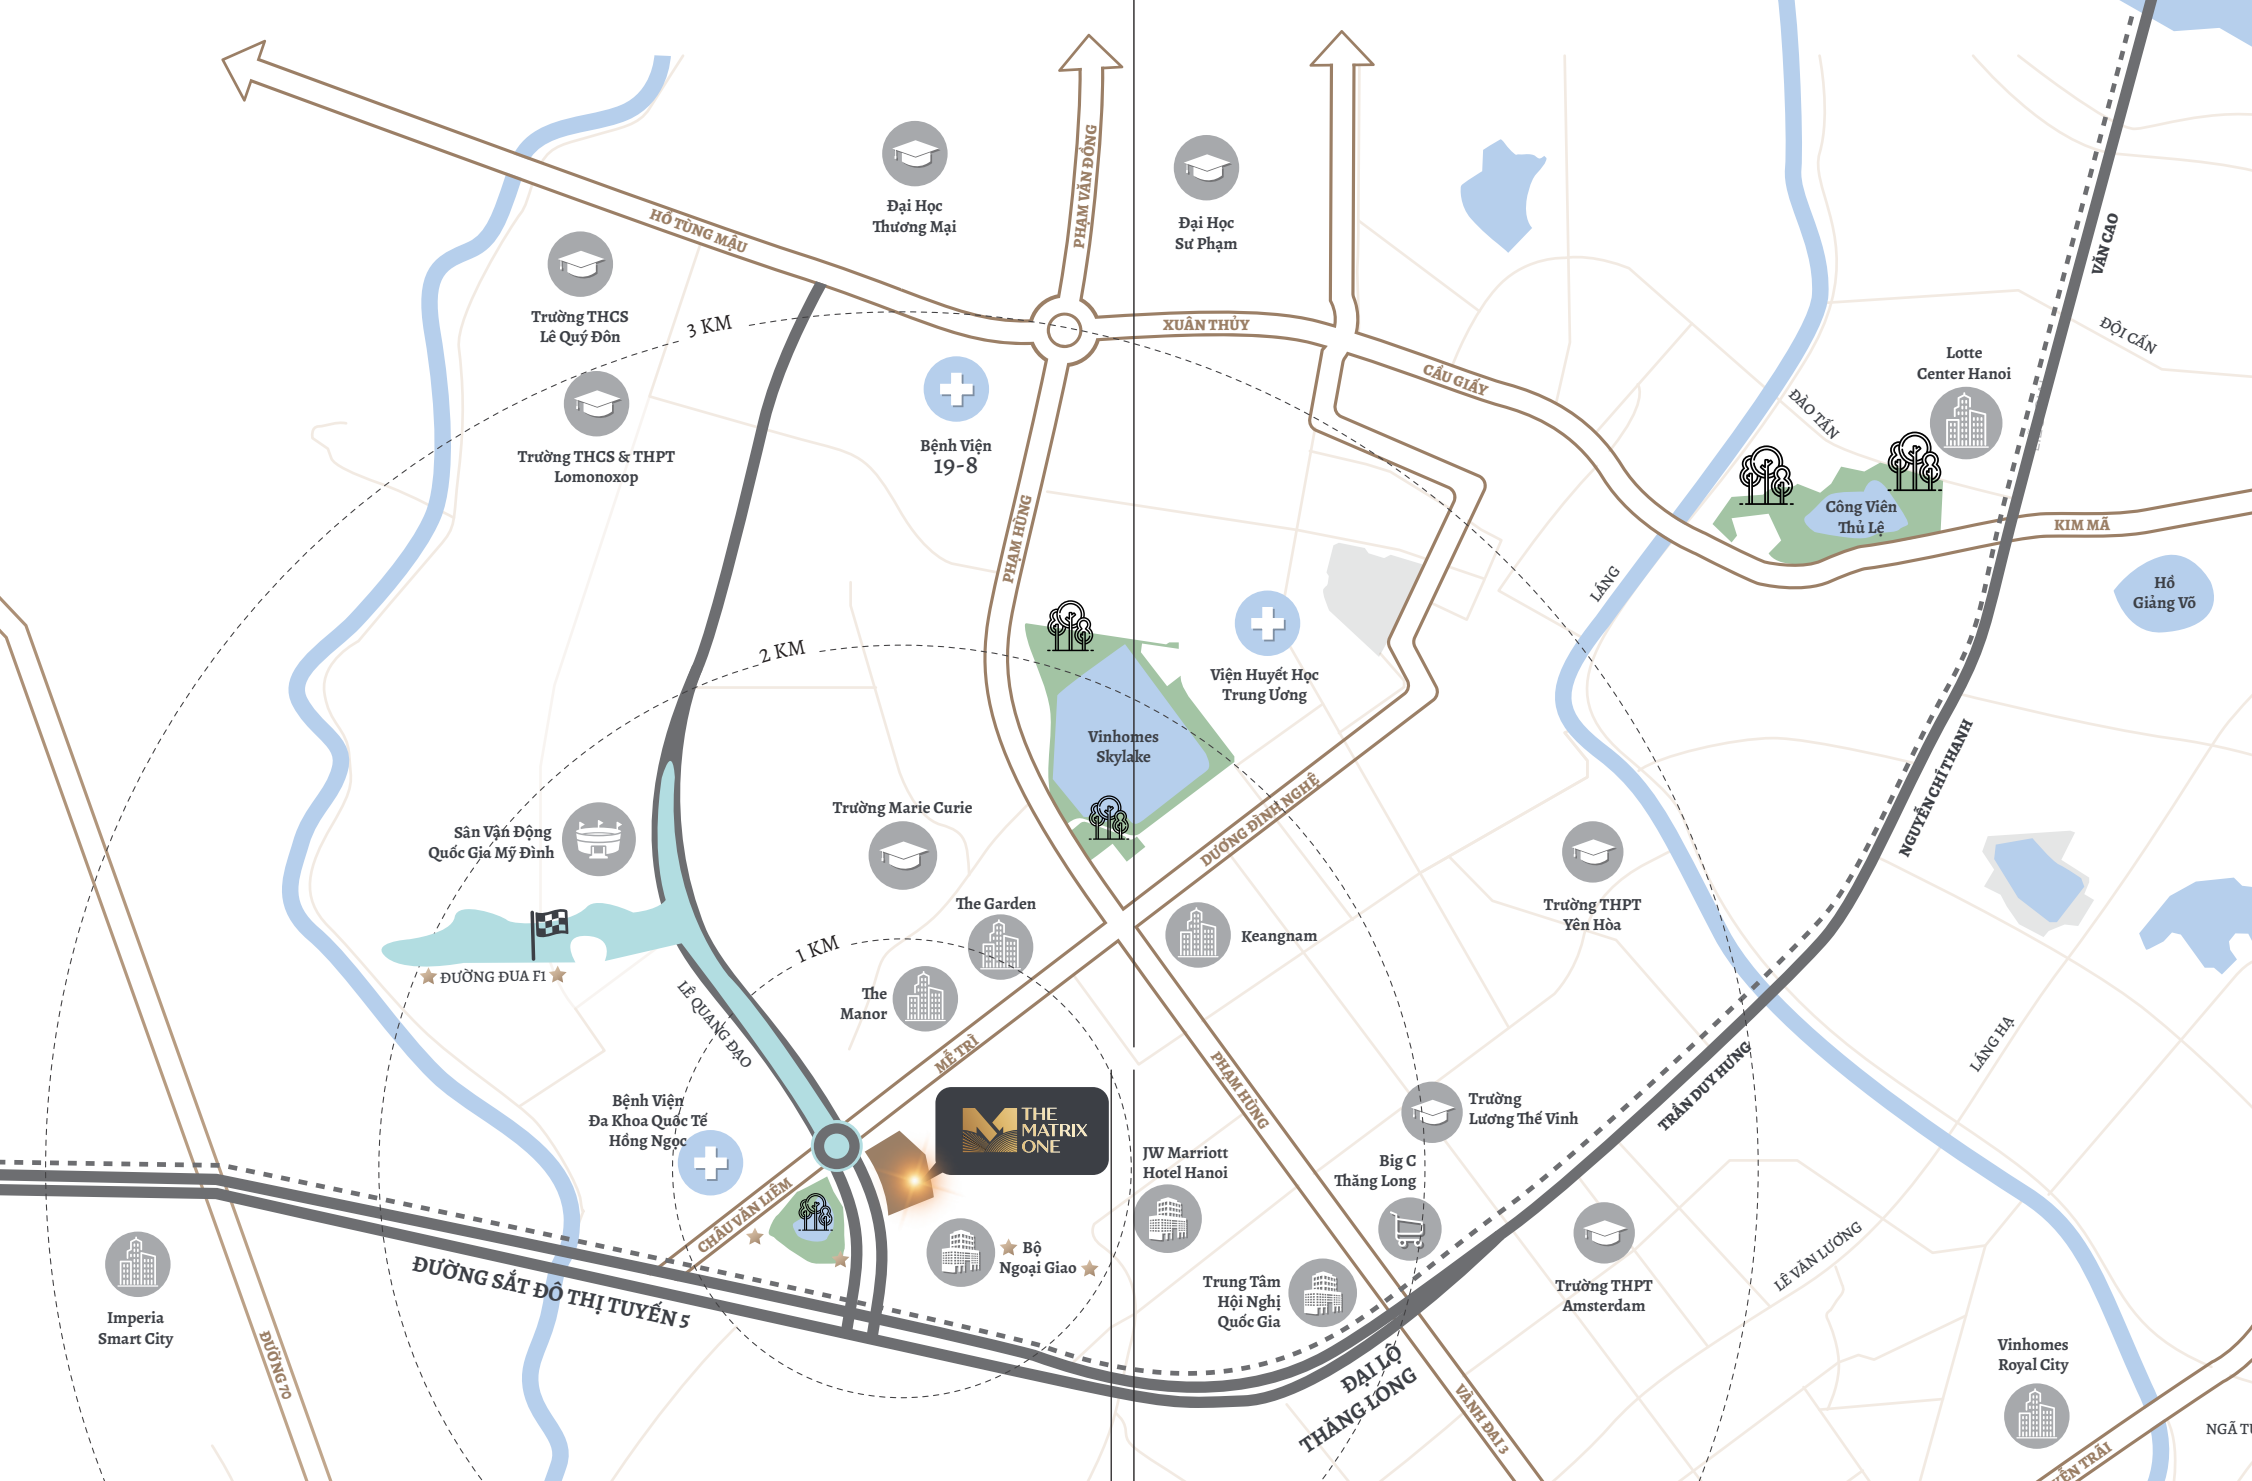 HỒ TÙNG MẬU
PHẠM VĂN ĐỒNG
Đại Học
Thương Mại
Đại Học
Sư Phạm
VĂN CAO
Trường THCS
Lê Quý Đôn
3 KM
XUÂN THỦY
ĐỘI CẤN
Lotte
Center Hanoi
CẦU GIẤY
ĐÀO TẤN
Trường THCS & THPT
Lomonoxop
Bệnh Viện
19-8
PHẠM HÙNG
Công Viên
Thủ Lệ
KIM MÃ
LÁNG
Hồ
Giảng Võ
2 KM
Viện Huyết Học
Trung Ương
Vinhomes
Skylake
NGUYỄN CHÍ THANH
DƯƠNG ĐÌNH NGHỆ
Trường Marie Curie
Sân Vận Động
Quốc Gia Mỹ Đình
The Garden
Trường THPT
Yên Hòa
Keangnam
1 KM
ĐƯỜNG ĐUA F1
The
Manor
LÊ QUANG ĐẠO
MỄ TRÌ
LÁNG HẠ
PHẠM HÙNG
TRẦN DUY HƯNG
Bệnh Viện
Đa Khoa Quốc Tế
Hồng Ngọc
THE
MATRIX
ONE
Trường
Lương Thế Vinh
JW Marriott
Hotel Hanoi
Big C
Thăng Long
CHÂU VĂN LIÊM
Bộ
Ngoại Giao
LÊ VĂN LƯƠNG
Trung Tâm
Hội Nghị
Quốc Gia
Trường THPT
Amsterdam
ĐƯỜNG SẮT ĐÔ THỊ TUYẾN 5
Imperia
Smart City
ĐƯỜNG 70
ĐẠI LỘ
THĂNG LONG
VÀNH ĐAI 3
Vinhomes
Royal City
NGÃ TƯ
YỄN TRÃI